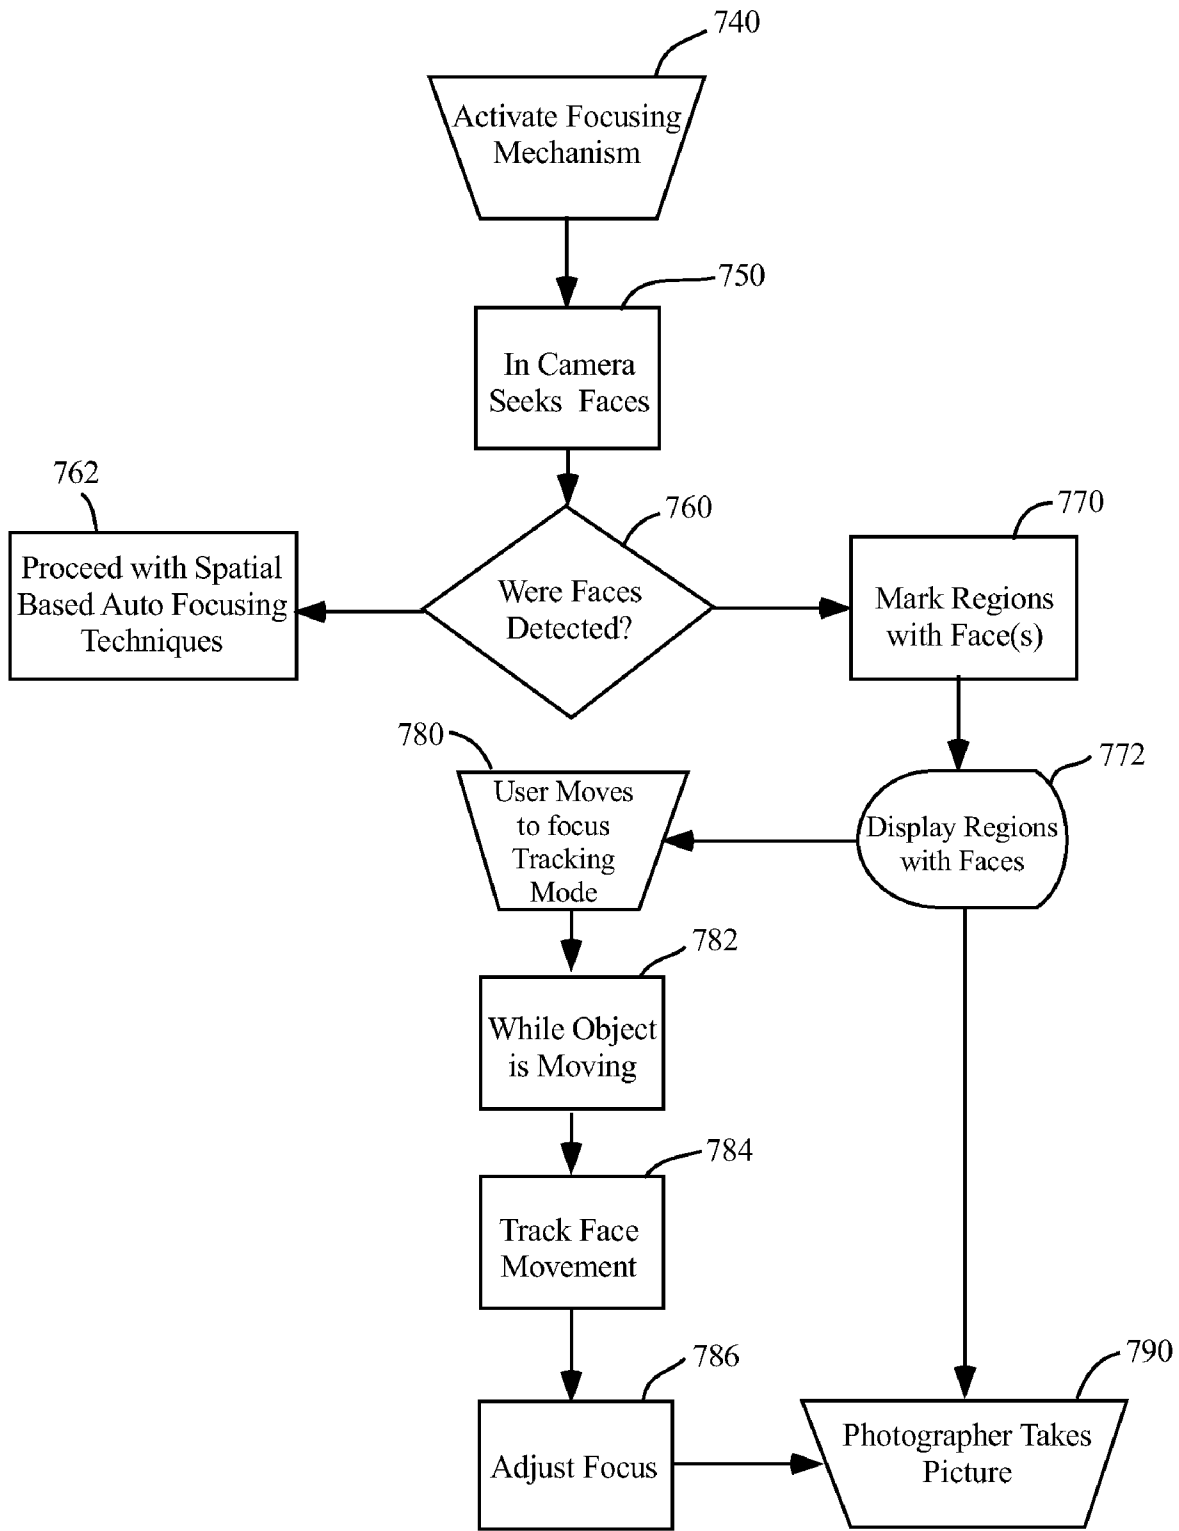 740
Activate Focusing
Mechanism
750
In Camera
Seeks Faces
762
Proceed with Spatial
Based Auto Focusing
Techniques
760
Were Faces
Detected?
770
Mark Regions
with Face(s)
780
User Moves
to focus
Tracking
Mode
772
Display Regions
with Faces
782
While Object
is Moving
784
Track Face
Movement
786
Adjust Focus
790
Photographer Takes
Picture